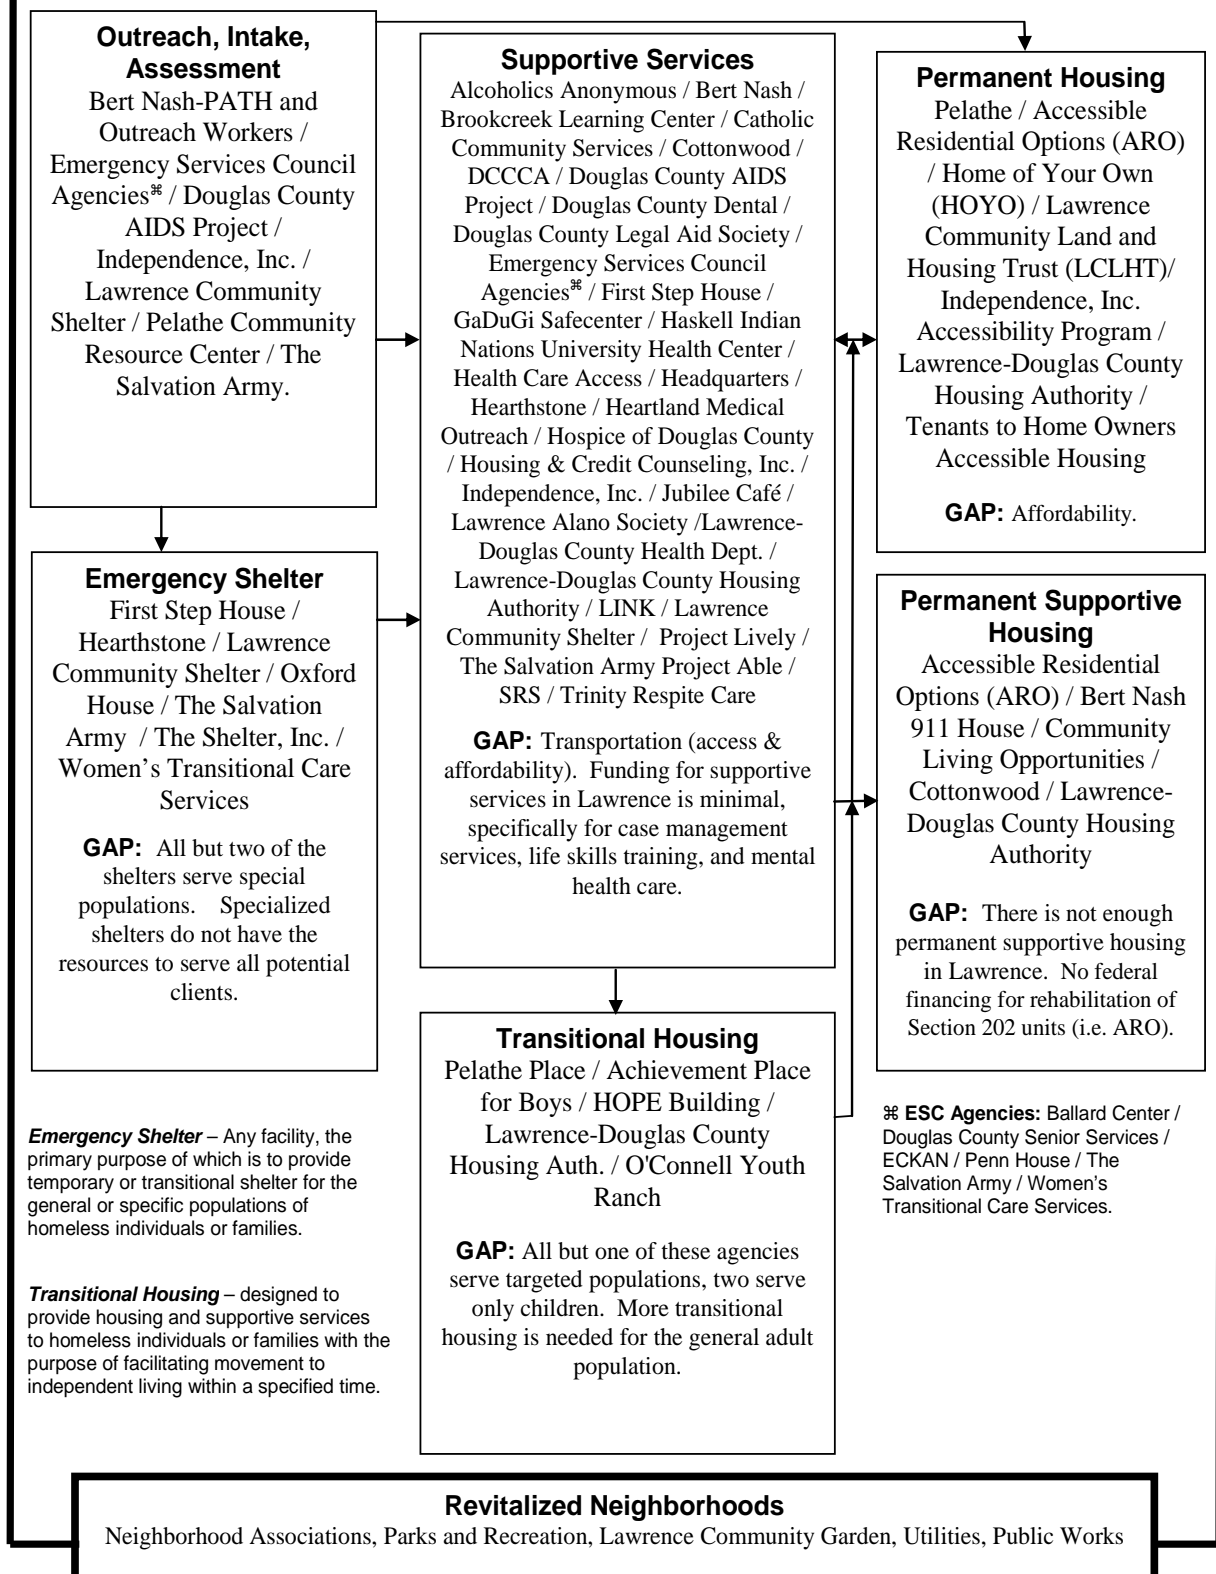 Outreach, Intake,
Assessment
Bert Nash-PATH and
Outreach Workers /
Emergency Services Council
Agencies⌘ / Douglas County
AIDS Project /
Independence, Inc. /
Lawrence Community
Shelter / Pelathe Community
Resource Center / The
Salvation Army.
Emergency Shelter
First Step House /
Hearthstone / Lawrence
Community Shelter / Oxford
House / The Salvation
Army / The Shelter, Inc. /
Women's Transitional Care
Services
GAP: All but two of the
shelters serve special
populations. Specialized
shelters do not have the
resources to serve all potential
clients.
Emergency Shelter – Any facility, the
primary purpose of which is to provide
temporary or transitional shelter for the
general or specific populations of
homeless individuals or families.
Transitional Housing – designed to
provide housing and supportive services
to homeless individuals or families with the
purpose of facilitating movement to
independent living within a specified time.
Supportive Services
Alcoholics Anonymous / Bert Nash /
Brookcreek Learning Center / Catholic
Community Services / Cottonwood /
DCCCA / Douglas County AIDS
Project / Douglas County Dental /
Douglas County Legal Aid Society /
Emergency Services Council
Agencies⌘ / First Step House /
GaDuGi Safecenter / Haskell Indian
Nations University Health Center /
Health Care Access / Headquarters /
Hearthstone / Heartland Medical
Outreach / Hospice of Douglas County
/ Housing & Credit Counseling, Inc. /
Independence, Inc. / Jubilee Café /
Lawrence Alano Society /Lawrence-
Douglas County Health Dept. /
Lawrence-Douglas County Housing
Authority / LINK / Lawrence
Community Shelter / Project Lively /
The Salvation Army Project Able /
SRS / Trinity Respite Care
GAP: Transportation (access &
affordability). Funding for supportive
services in Lawrence is minimal,
specifically for case management
services, life skills training, and mental
health care.
Transitional Housing
Pelathe Place / Achievement Place
for Boys / HOPE Building /
Lawrence-Douglas County
Housing Auth. / O'Connell Youth
Ranch
GAP: All but one of these agencies
serve targeted populations, two serve
only children. More transitional
housing is needed for the general adult
population.
Permanent Housing
Pelathe / Accessible
Residential Options (ARO)
/ Home of Your Own
(HOYO) / Lawrence
Community Land and
Housing Trust (LCLHT)/
Independence, Inc.
Accessibility Program /
Lawrence-Douglas County
Housing Authority /
Tenants to Home Owners
Accessible Housing
GAP: Affordability.
Permanent Supportive
Housing
Accessible Residential
Options (ARO) / Bert Nash
911 House / Community
Living Opportunities /
Cottonwood / Lawrence-
Douglas County Housing
Authority
GAP: There is not enough
permanent supportive housing
in Lawrence. No federal
financing for rehabilitation of
Section 202 units (i.e. ARO).
⌘ ESC Agencies: Ballard Center /
Douglas County Senior Services /
ECKAN / Penn House / The
Salvation Army / Women's
Transitional Care Services.
Revitalized Neighborhoods
Neighborhood Associations, Parks and Recreation, Lawrence Community Garden, Utilities, Public Works